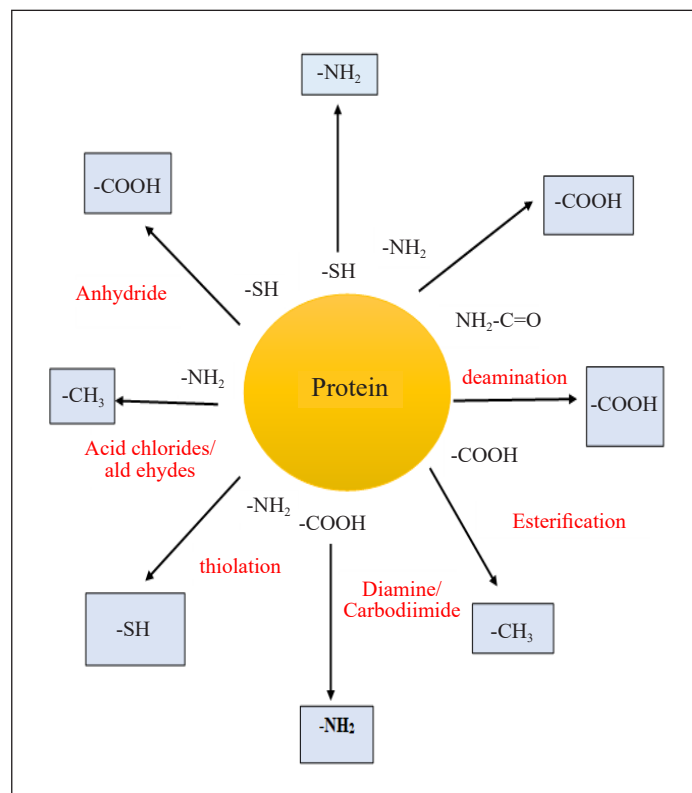 -NH₂
-COOH
-COOH
-NH₂
-SH
-SH
Anhydride
NH₂-C=O
-NH₂
Protein
deamination
-CH₃
-COOH
Acid chlorides/
ald ehydes
-COOH
-NH₂
-COOH
Esterification
thiolation
Diamine/
Carbodiimide
-SH
-CH₃
-NH₂